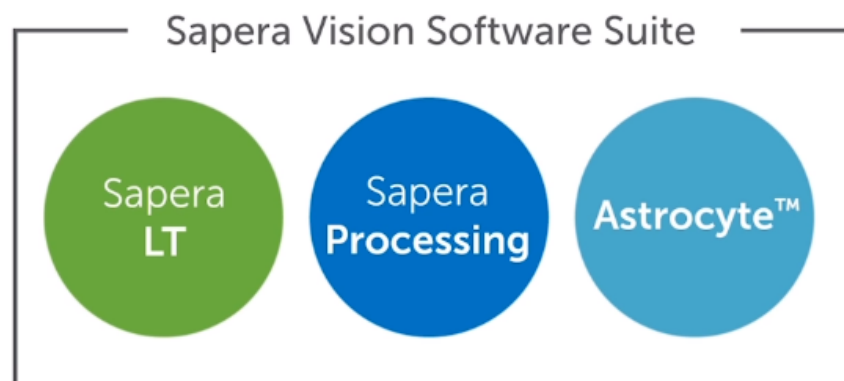 Sapera Vision Software Suite
Sapera
LT
Sapera
Processing
Astrocyte™